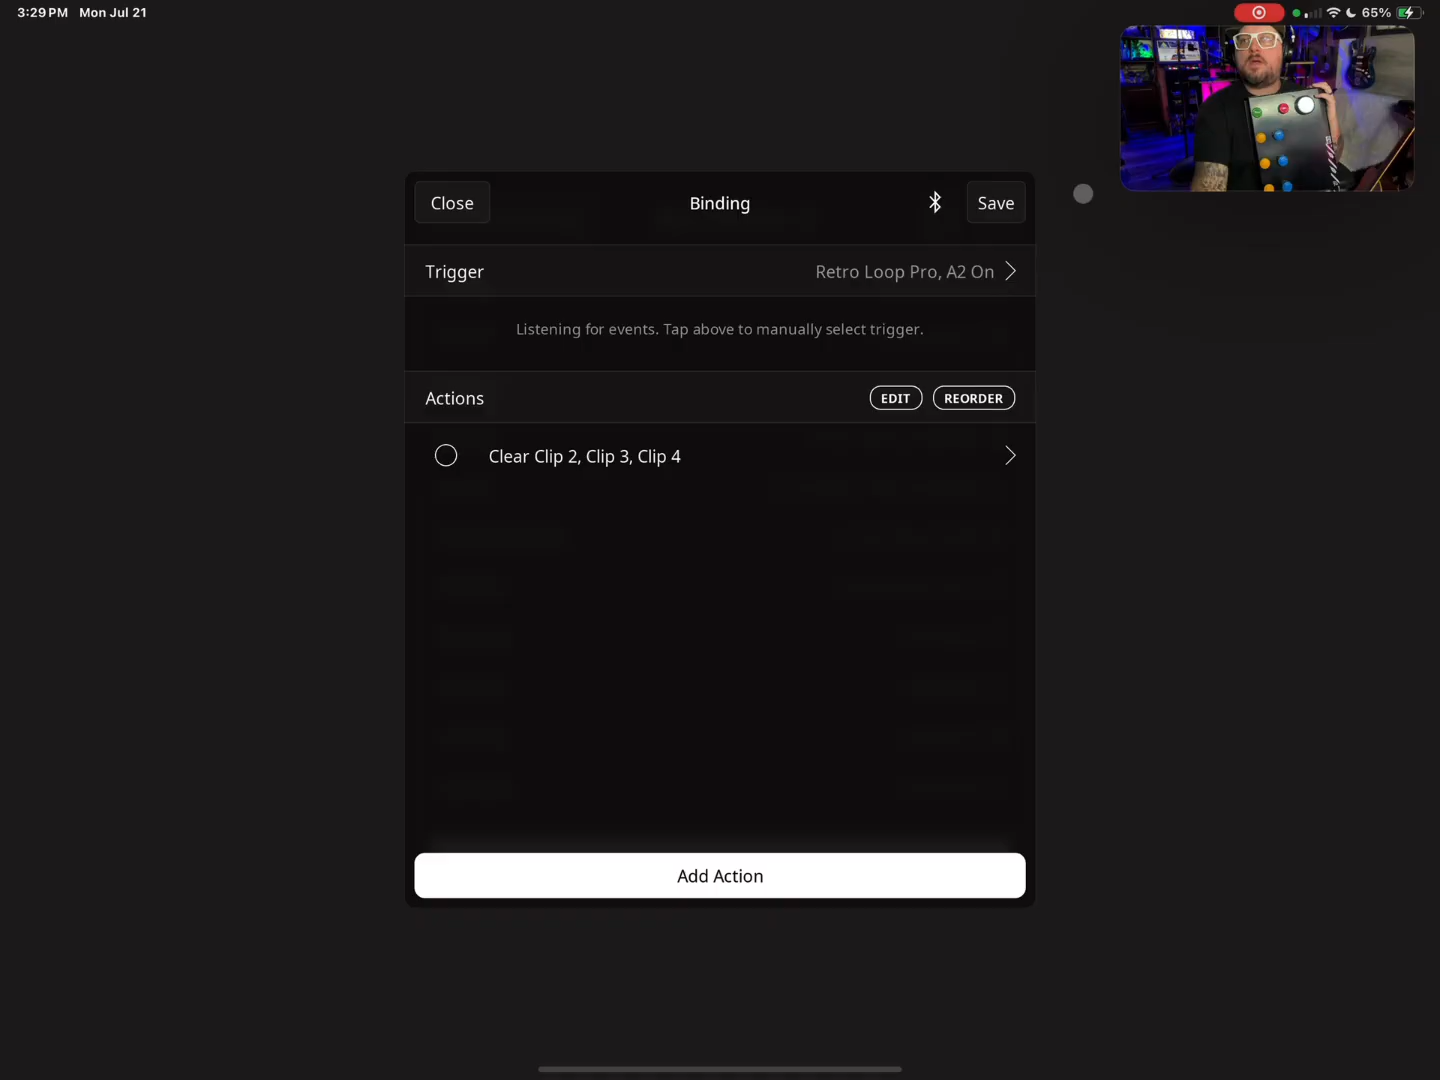 3:29 PM Mon Jul 21
65%
Close
Binding
Save
Trigger
Retro Loop Pro, A2 On
Listening for events. Tap above to manually select trigger.
Actions
EDIT
REORDER
Clear Clip 2, Clip 3, Clip 4
Add Action